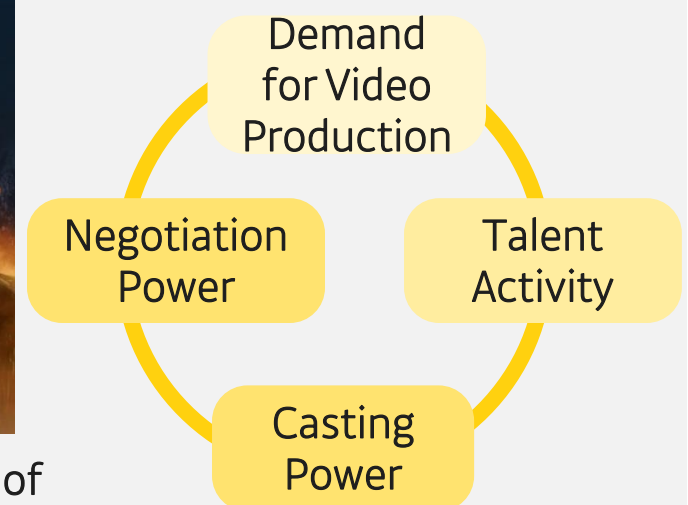 Demand
for Video
Production
Negotiation
Power
Talent
Activity
Casting
Power
of